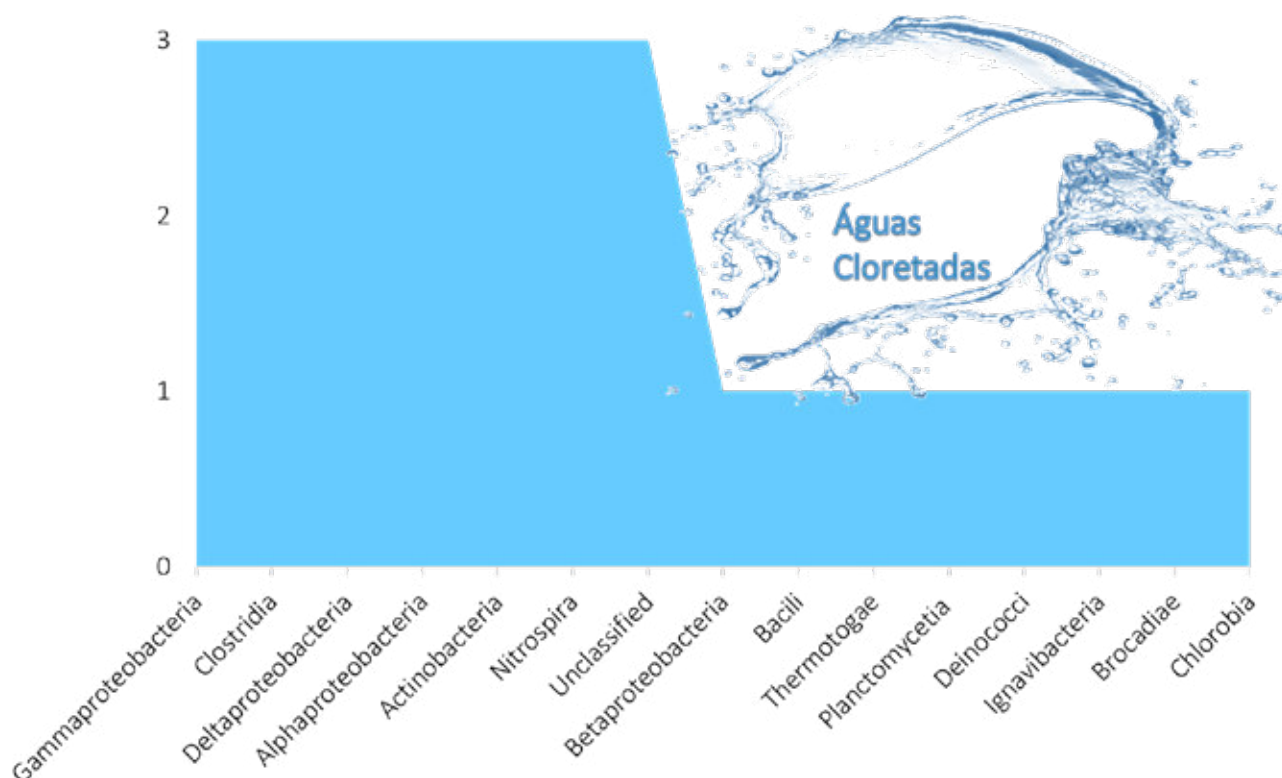 3
2
1
0
Águas
Cloretadas
Gammaproteobacteria
Clostridia
Deltaproteobacteria
Alphaproteobacteria
Actinobacteria
Nitrospira
Unclassified
Betaproteobacteria
Bacili
Thermotogae
Planctomycetia
Deinococci
Ignavibacteria
Brocadiae
Chlorobia